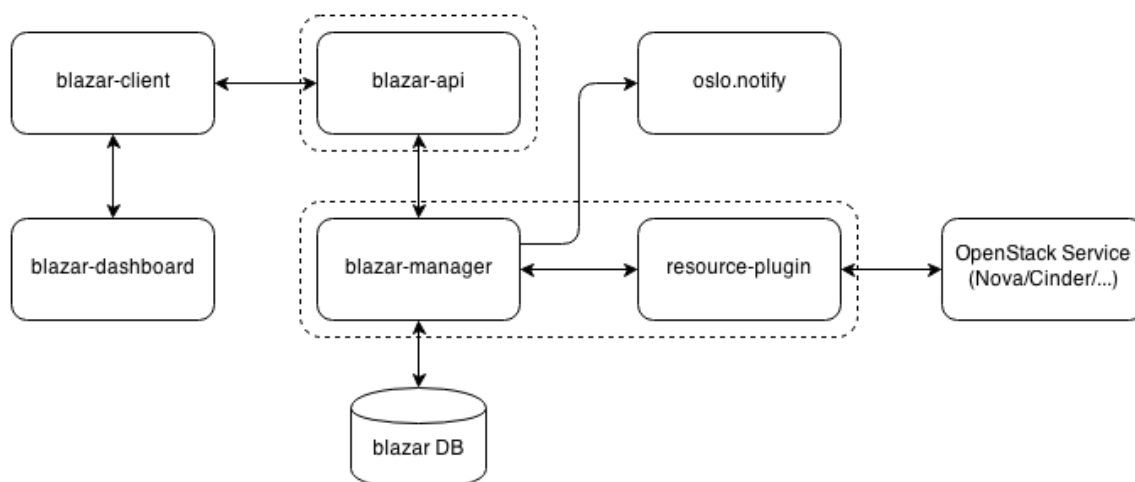 blazar-client
blazar-api
oslo.notify
blazar-dashboard
blazar-manager
resource-plugin
OpenStack Service
(Nova/Cinder/...)
blazar DB